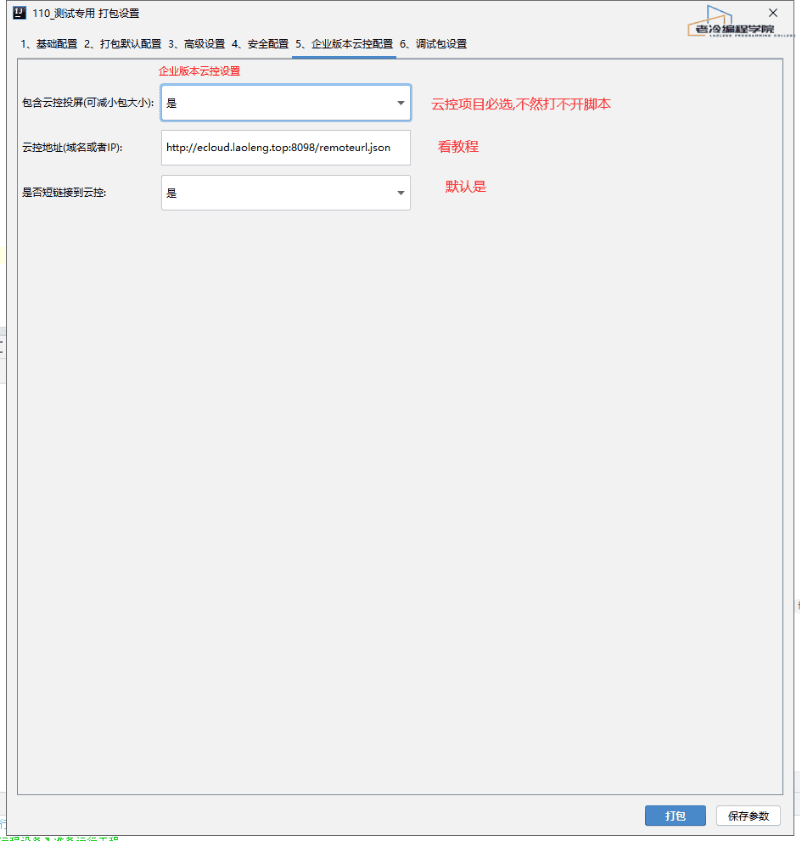 110_测试专用 打包设置
老冷编程学院
1、基础配置 2、打包默认配置 3、高级设置 4、安全配置 5、企业版本云控配置 6、调试包设置
企业版本云控设置
包含云控投屏(可减小包大小): 是 云控项目必选,不然打不开脚本
云控地址(域名或者IP): http://ecloud.laoleng.top:8098/remoteurl.json 看教程
是否短链接到云控: 是 默认是
打包 保存参数